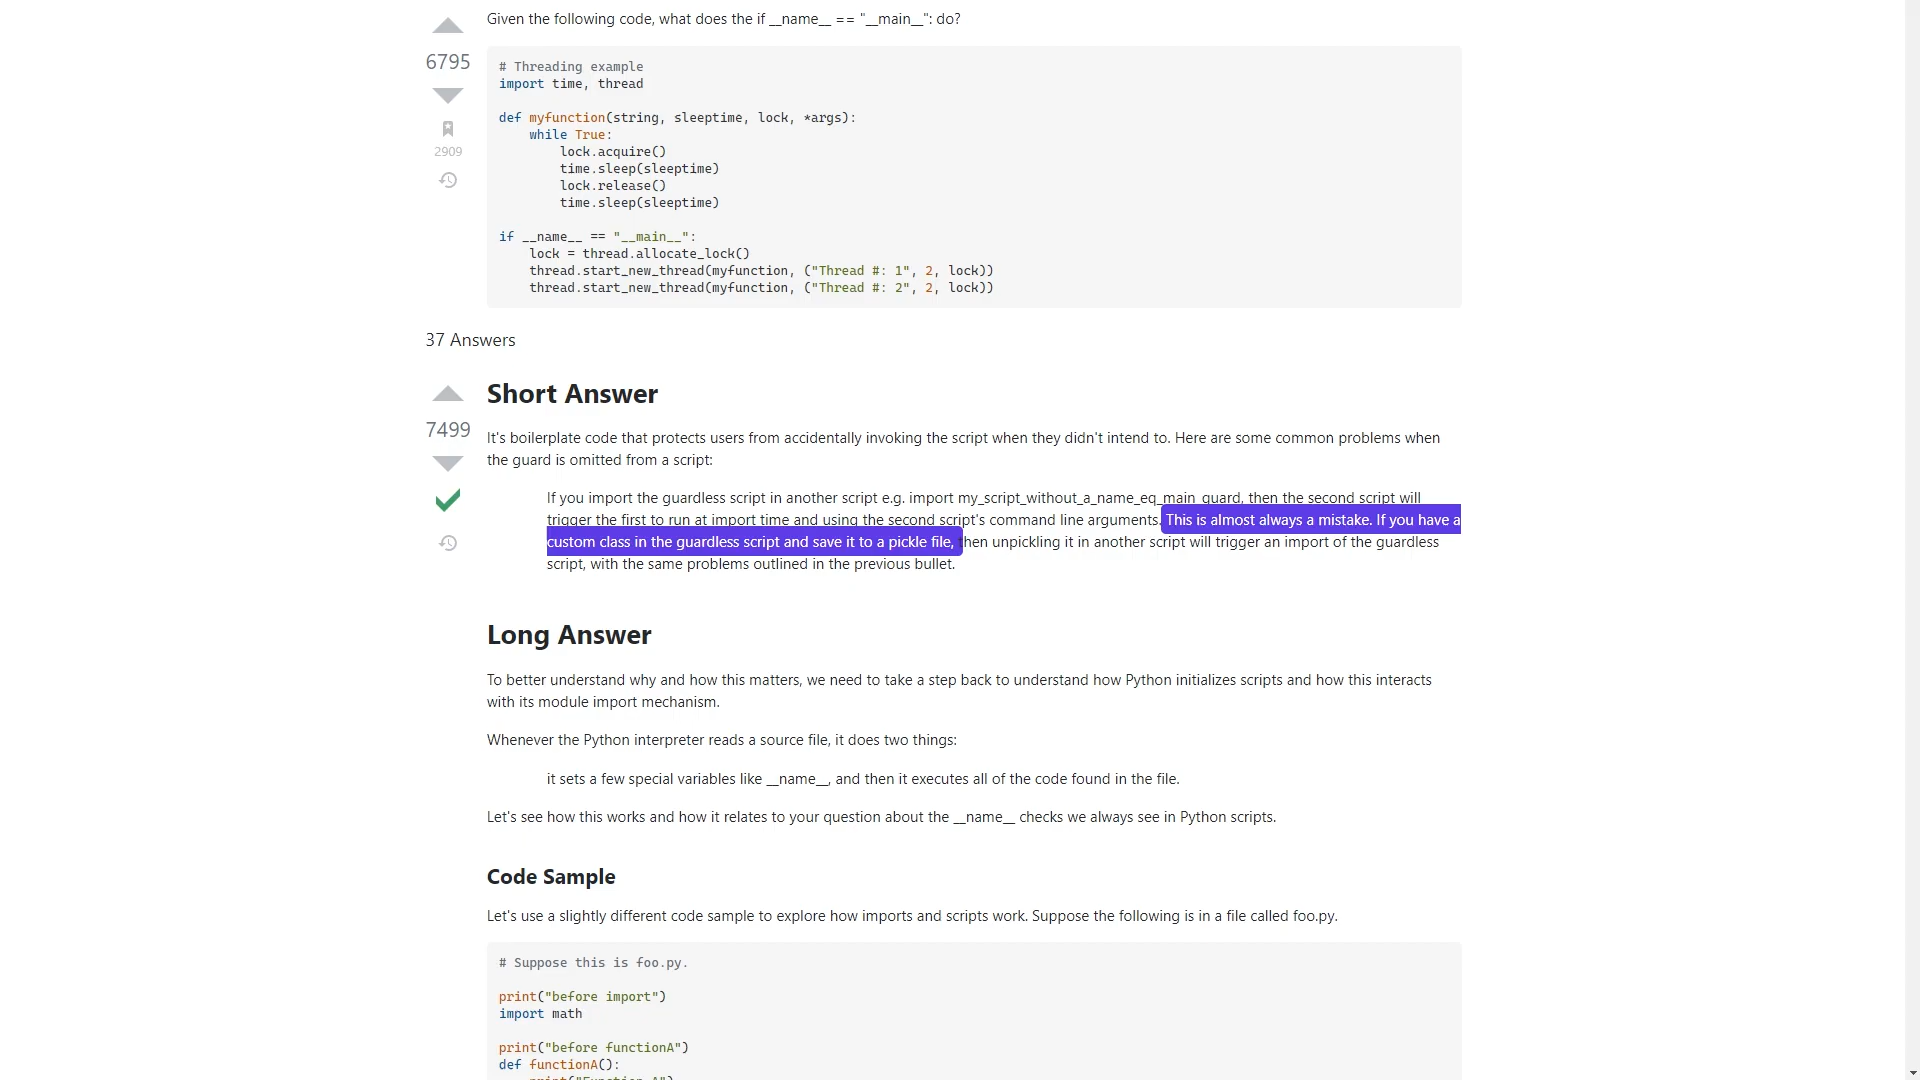 Given the following code, what does the if __name__ == "__main__": do?
6795
# Threading example
import time, thread
def myfunction(string, sleeptime, lock, *args):
while True:
lock.acquire()
time.sleep(sleeptime)
lock.release()
time.sleep(sleeptime)
2909
if __name__ == "__main__":
lock = thread.allocate_lock()
thread.start_new_thread(myfunction, ("Thread #: 1", 2, lock))
thread.start_new_thread(myfunction, ("Thread #: 2", 2, lock))
37 Answers
Short Answer
7499
It's boilerplate code that protects users from accidentally invoking the script when they didn't intend to. Here are some common problems when
the guard is omitted from a script:
If you import the guardless script in another script e.g. import my_script_without_a_name_eq_main_guard, then the second script will
trigger the first to run at import time and using the second script's command line arguments. This is almost always a mistake. If you have a
custom class in the guardless script and save it to a pickle file, then unpickling it in another script will trigger an import of the guardless
script, with the same problems outlined in the previous bullet.
Long Answer
To better understand why and how this matters, we need to take a step back to understand how Python initializes scripts and how this interacts
with its module import mechanism.
Whenever the Python interpreter reads a source file, it does two things:
it sets a few special variables like __name__, and then it executes all of the code found in the file.
Let's see how this works and how it relates to your question about the __name__ checks we always see in Python scripts.
Code Sample
Let's use a slightly different code sample to explore how imports and scripts work. Suppose the following is in a file called foo.py.
# Suppose this is foo.py.
print("before import")
import math
print("before functionA")
def functionA():
print("Function A")